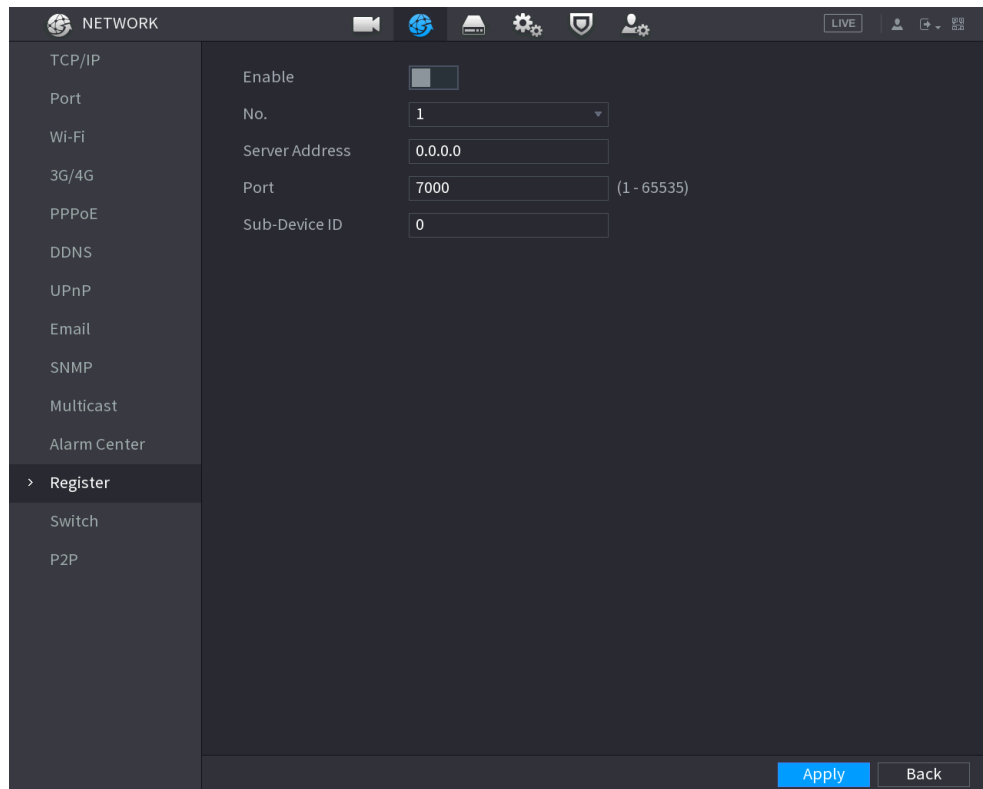 NETWORK
LIVE
TCP/IP
Port
Wi-Fi
3G/4G
PPPoE
DDNS
UPnP
Email
SNMP
Multicast
Alarm Center
Register
Switch
P2P
Enable
No. 1
Server Address 0.0.0.0
Port 7000 (1 - 65535)
Sub-Device ID 0
Apply Back